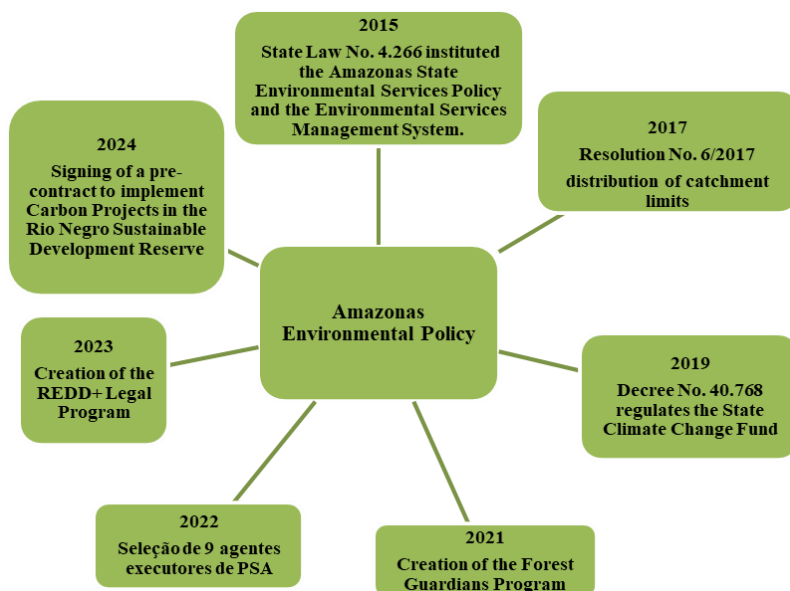 2015
State Law No. 4.266 instituted
the Amazonas State
Environmental Services Policy
and the Environmental Services
Management System.
2017
Resolution No. 6/2017
distribution of catchment
limits
2019
Decree No. 40.768
regulates the State
Climate Change Fund
2021
Creation of the Forest
Guardians Program
2022
Seleção de 9 agentes
executores de PSA
2023
Creation of the
REDD+ Legal
Program
2024
Signing of a pre-
contract to implement
Carbon Projects in the
Rio Negro Sustainable
Development Reserve
Amazonas
Environmental Policy